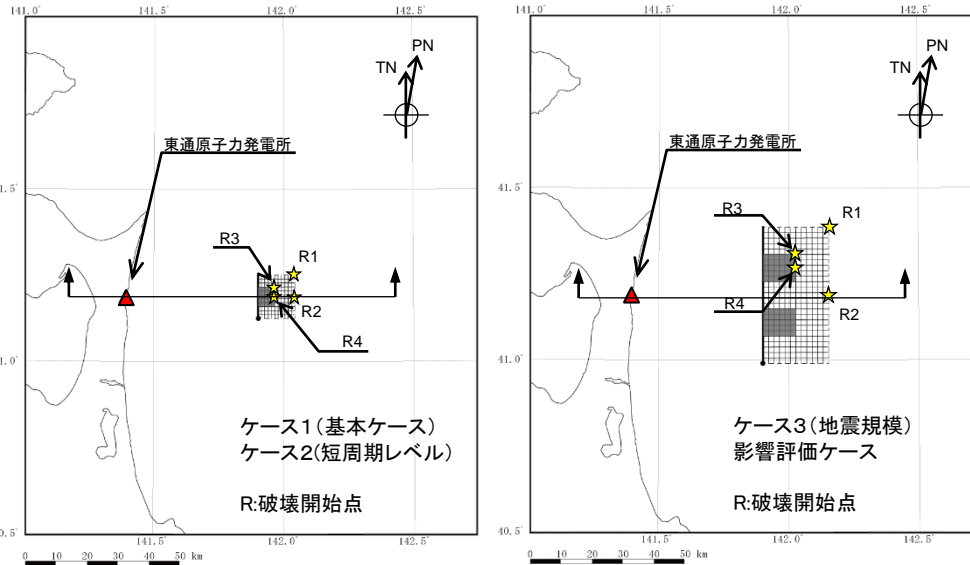 141.0°
141.5°
142.0°
142.5°
PN
TN
東通原子力発電所
1.5°
R3
R1
R2
R4
1.0°
ケース1(基本ケース)
ケース2(短周期レベル)
R:破壊開始点
0.5°
141.5°
142.0°
142.5°
0 10 20 30 40 50 km
141.0°
141.5°
142.0°
142.5°
PN
TN
東通原子力発電所
41.5°
R3
R1
R4
R2
41.0°
ケース3(地震規模)
影響評価ケース
R:破壊開始点
40.5°
141.5°
142.0°
142.5°
0 10 20 30 40 50 km